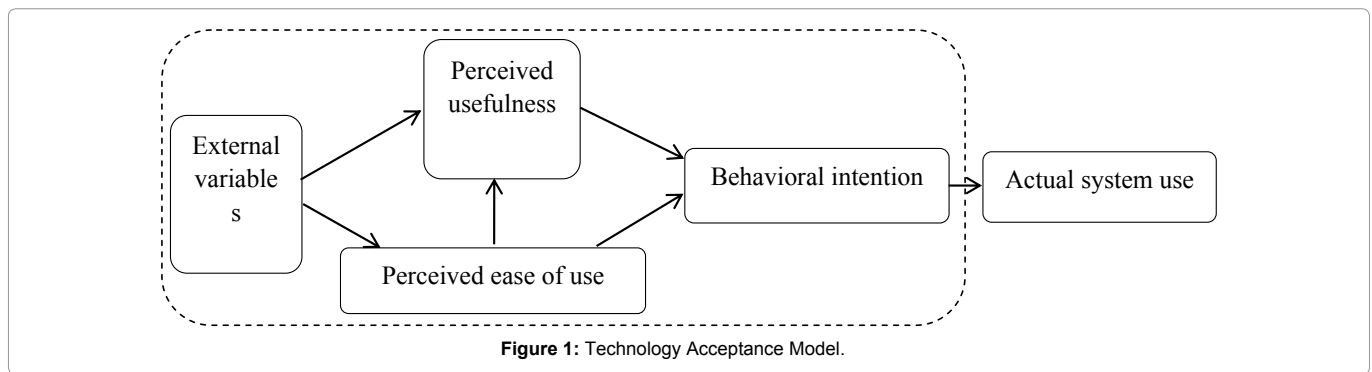 Perceived
usefulness
External
variable
s
Behavioral intention
Actual system use
Perceived ease of use
Figure 1: Technology Acceptance Model.